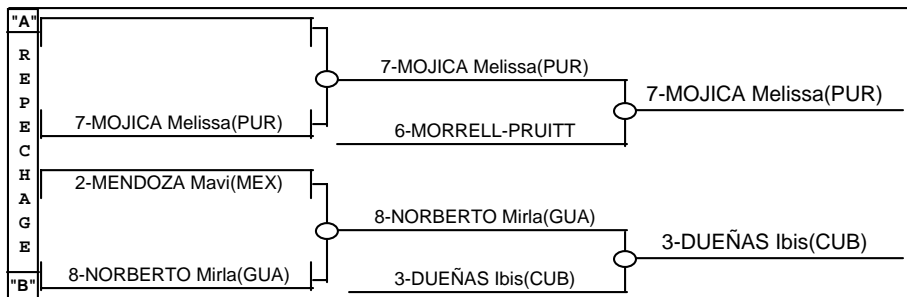 "A"
REPECHAGE
"B"
7-MOJICA Melissa(PUR)
7-MOJICA Melissa(PUR)
6-MORRELL-PRUITT
7-MOJICA Melissa(PUR)
2-MENDOZA Mavi(MEX)
8-NORBERTO Mirla(GUA)
8-NORBERTO Mirla(GUA)
3-DUEÑAS Ibis(CUB)
3-DUEÑAS Ibis(CUB)